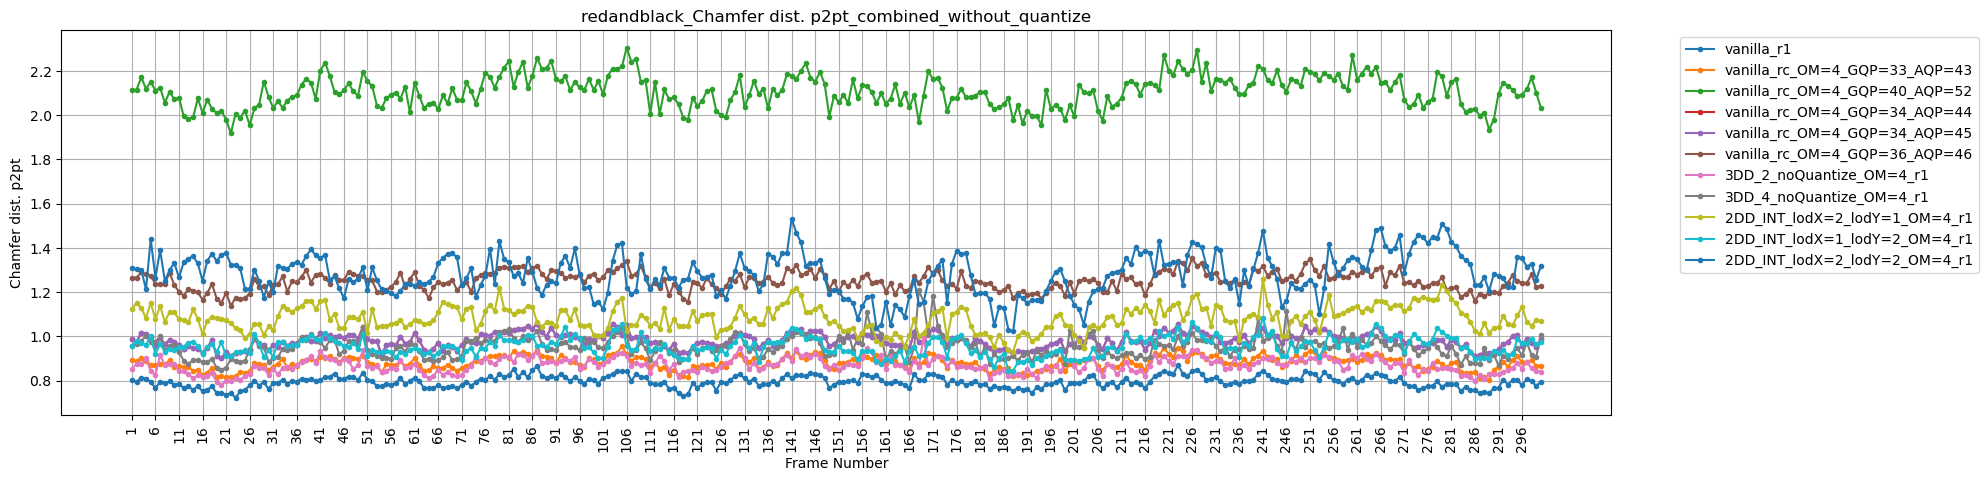 redandblack_Chamfer dist. p2pt_combined_without_quantize
Chamfer dist. p2pt
2.2
2.0
1.8
1.6
1.4
1.2
1.0
0.8
1 6 11 16 21 26 31 36 41 46 51 56 61 66 71 76 81 86 91 96 101 106 111 116 121 126 131 136 141 146 151 156 161 166 171 176 181 186 191 196 201 206 211 216 221 226 231 236 241 246 251 256 261 266 271 276 281 286 291 296
Frame Number
vanilla_r1
vanilla_rc_OM=4_GQP=33_AQP=43
vanilla_rc_OM=4_GQP=40_AQP=52
vanilla_rc_OM=4_GQP=34_AQP=44
vanilla_rc_OM=4_GQP=34_AQP=45
vanilla_rc_OM=4_GQP=36_AQP=46
3DD_2_noQuantize_OM=4_r1
3DD_4_noQuantize_OM=4_r1
2DD_INT_lodX=2_lodY=1_OM=4_r1
2DD_INT_lodX=1_lodY=2_OM=4_r1
2DD_INT_lodX=2_lodY=2_OM=4_r1